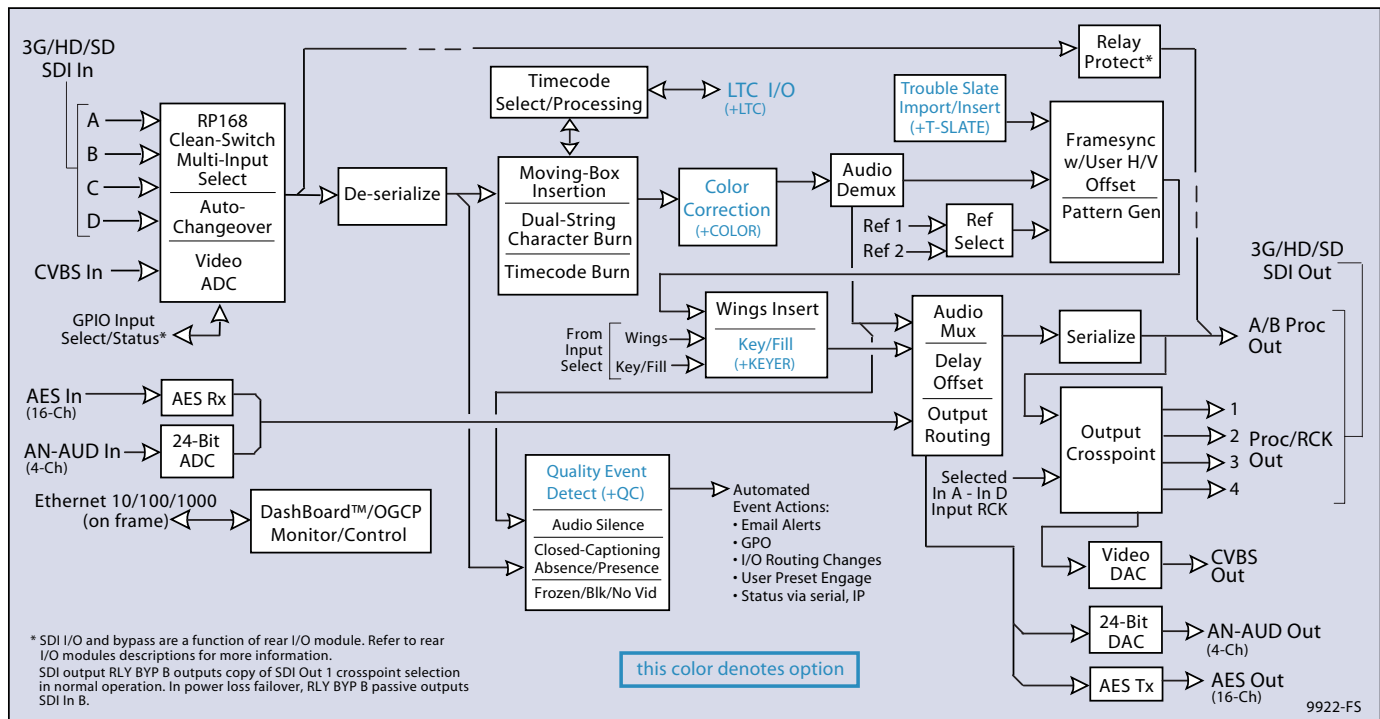 3G/HD/SD
SDI In
A
B
C
D
CVBS In
GPIO Input
Select/Status*
RP168
Clean-Switch
Multi-Input
Select
Auto-
Changeover
Video
ADC
De-serialize
Timecode
Select/Processing
LTC I/O
(+LTC)
Moving-Box
Insertion
Dual-String
Character Burn
Timecode Burn
Color
Correction
(+COLOR)
Audio
Demux
Trouble Slate
Import/Insert
(+T-SLATE)
Ref 1
Ref 2
Ref
Select
Framesync
w/User H/V
Offset
Pattern Gen
Relay
Protect*
From
Input
Select
Wings
Key/Fill
Wings Insert
Key/Fill
(+KEYER)
Audio
Mux
Delay
Offset
Output
Routing
Serialize
3G/HD/SD
SDI Out
A/B Proc
Out
AES In
(16-Ch)
AES Rx
AN-AUD In
(4-Ch)
24-Bit
ADC
Ethernet 10/100/1000
(on frame)
DashBoard™/OGCP
Monitor/Control
Quality Event
Detect (+QC)
Audio Silence
Closed-Captioning
Absence/Presence
Frozen/Blk/No Vid
Automated
Event Actions:
• Email Alerts
• GPO
• I/O Routing Changes
• User Preset Engage
• Status via serial, IP
Selected
In A - In D
Input RCK
Output
Crosspoint
1
2
3
4
Proc/RCK
Out
Video
DAC
CVBS
Out
24-Bit
DAC
AN-AUD Out
(4-Ch)
AES Tx
AES Out
(16-Ch)
* SDI I/O and bypass are a function of rear I/O module. Refer to rear
I/O modules descriptions for more information.
SDI output RLY BYP B outputs copy of SDI Out 1 crosspoint selection
in normal operation. In power loss failover, RLY BYP B passive outputs
SDI In B.
this color denotes option
9922-FS